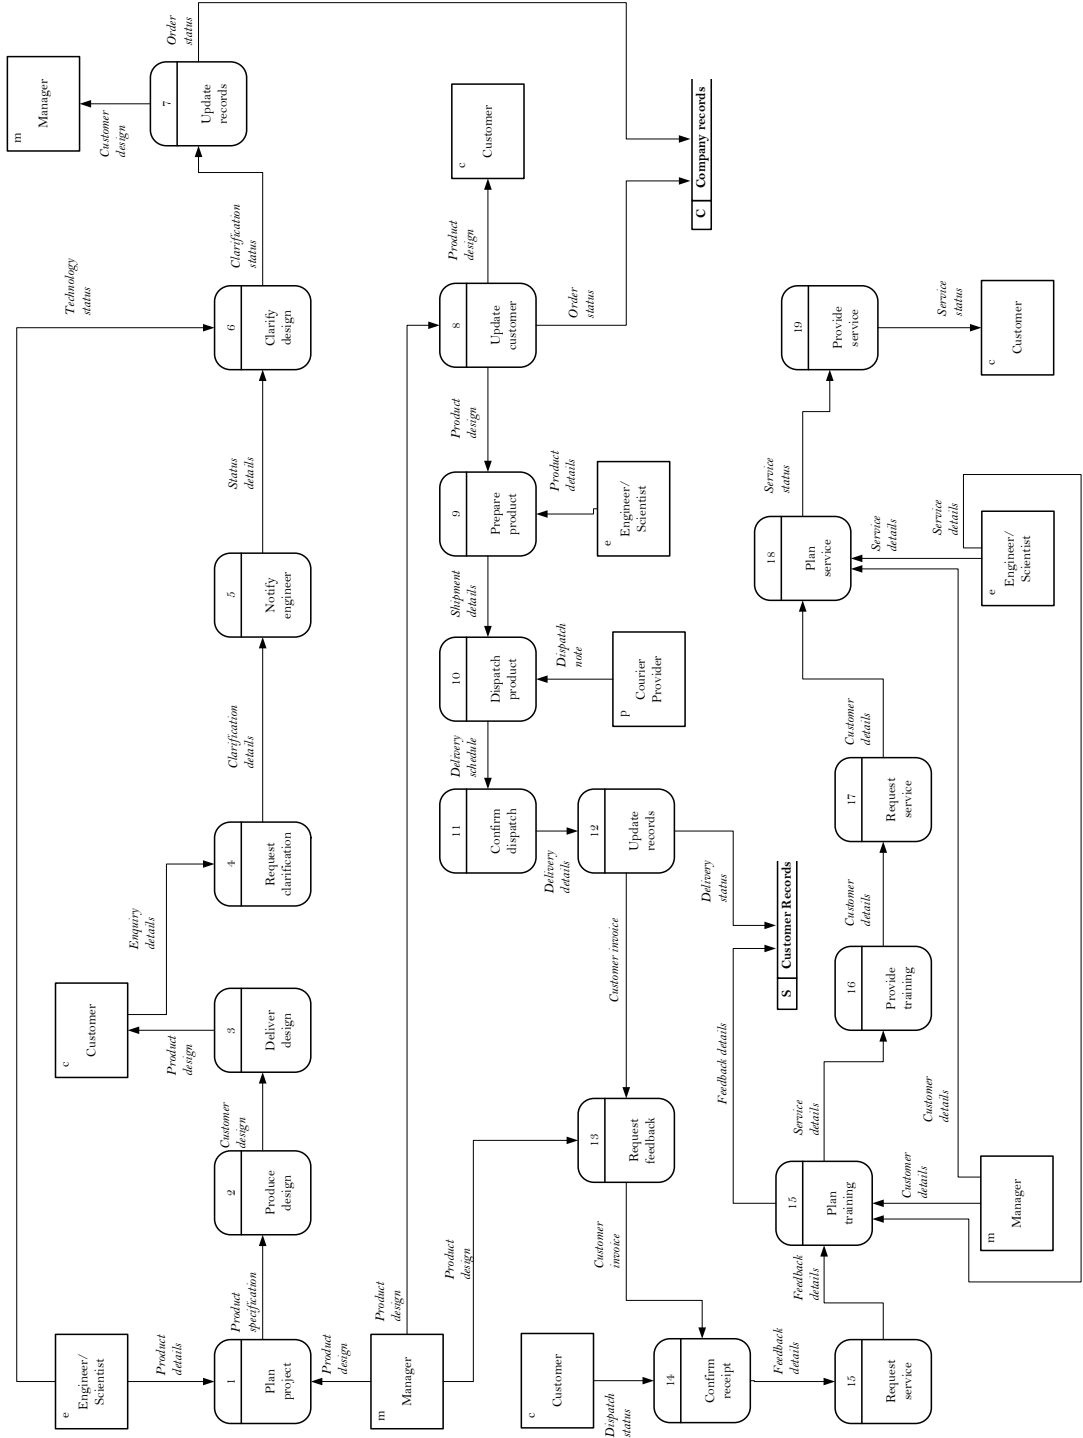 e
Engineer/
Scientist
Technology
status
Product
details
1
Plan
project
Product
specification
2
Produce
design
Customer
design
3
Deliver
design
Product
design
c
Customer
Enquiry
details
4
Request
clarification
Clarification
details
5
Notify
engineer
Status
details
6
Clarify
design
Clarification
status
7
Update
records
Customer
design
m
Manager
Order
status
m
Manager
Product
design
Product
design
Product
design
8
Update
customer
Product
design
c
Customer
Order
status
C
Company records
Product
design
9
Prepare
product
Product
details
e
Engineer/
Scientist
Shipment
details
10
Dispatch
product
Dispatch
note
p
Courier
Provider
Delivery
schedule
11
Confirm
dispatch
Delivery
details
12
Update
records
Delivery
status
S
Customer Records
Customer invoice
13
Request
feedback
Customer
invoice
c
Customer
Dispatch
status
14
Confirm
receipt
Feedback
details
15
Request
service
Feedback
details
15
Plan
training
Feedback details
Service
details
16
Provide
training
Customer
details
17
Request
service
Customer
details
18
Plan
service
Service
status
19
Provide
service
Service
status
c
Customer
Service
details
Service
details
e
Engineer/
Scientist
Customer
details
Customer
details
m
Manager